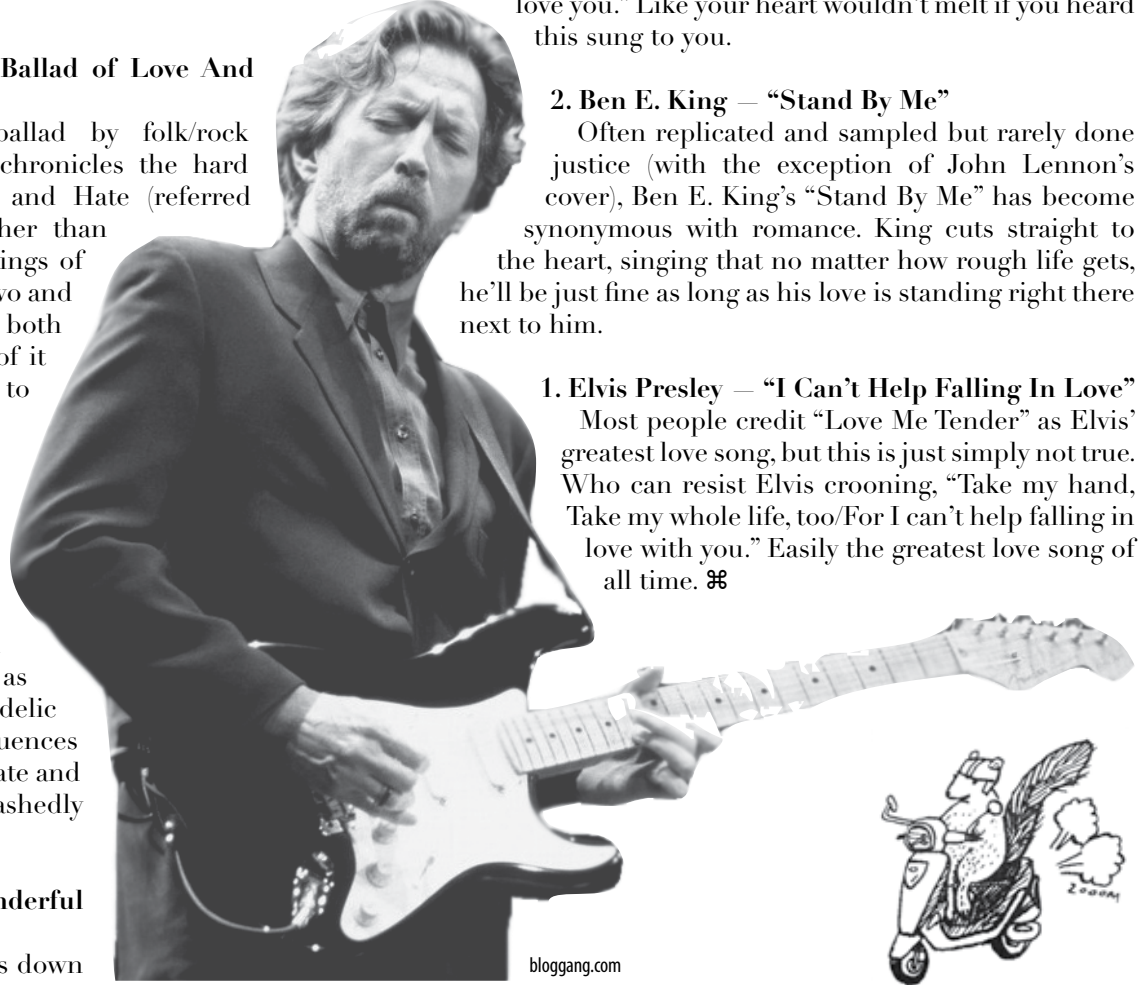 Ballad of Love And
ballad by folk/rock
chronicles the hard
and Hate (referred
her than
ings of
wo and
both
of it
to
as
delic
uences
ate and
ashedly
nderful
s down
love you.” Like your heart wouldn’t melt if you heard
this sung to you.
2. Ben E. King — “Stand By Me”
Often replicated and sampled but rarely done
justice (with the exception of John Lennon’s
cover), Ben E. King’s “Stand By Me” has become
synonymous with romance. King cuts straight to
the heart, singing that no matter how rough life gets,
he’ll be just fine as long as his love is standing right there
next to him.
1. Elvis Presley — “I Can’t Help Falling In Love”
Most people credit “Love Me Tender” as Elvis’
greatest love song, but this is just simply not true.
Who can resist Elvis crooning, “Take my hand,
Take my whole life, too/For I can’t help falling in
love with you.” Easily the greatest love song of
all time. ⌘
ZOOOM
bloggang.com